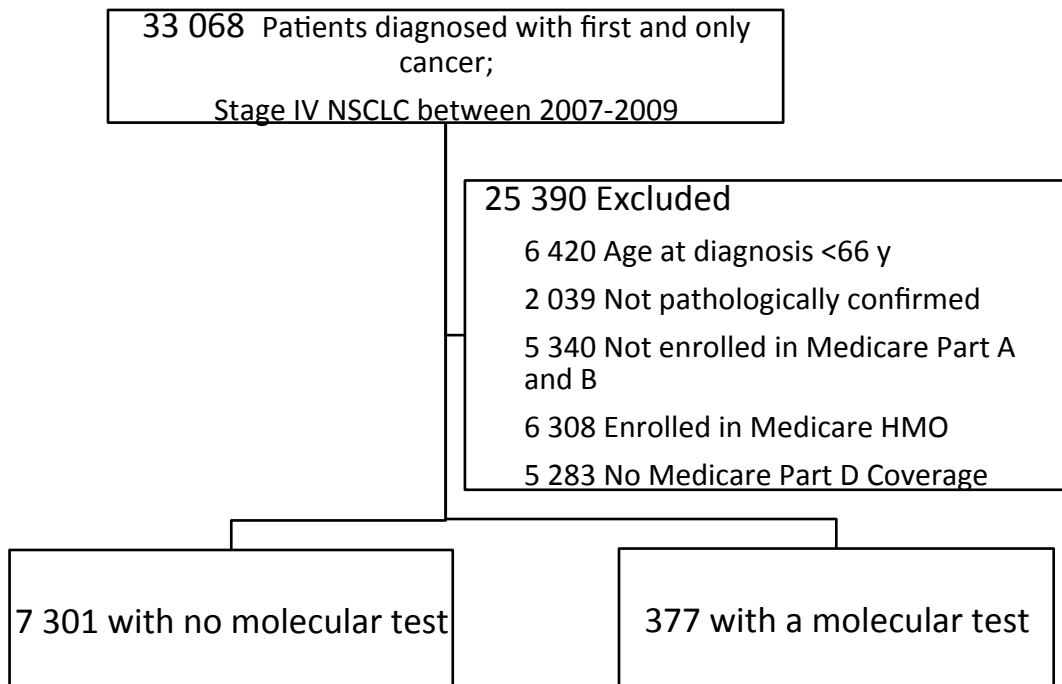 33 068 Patients diagnosed with first and only
cancer;
Stage IV NSCLC between 2007-2009
25 390 Excluded
6 420 Age at diagnosis <66 y
2 039 Not pathologically confirmed
5 340 Not enrolled in Medicare Part A
and B
6 308 Enrolled in Medicare HMO
5 283 No Medicare Part D Coverage
7 301 with no molecular test
377 with a molecular test